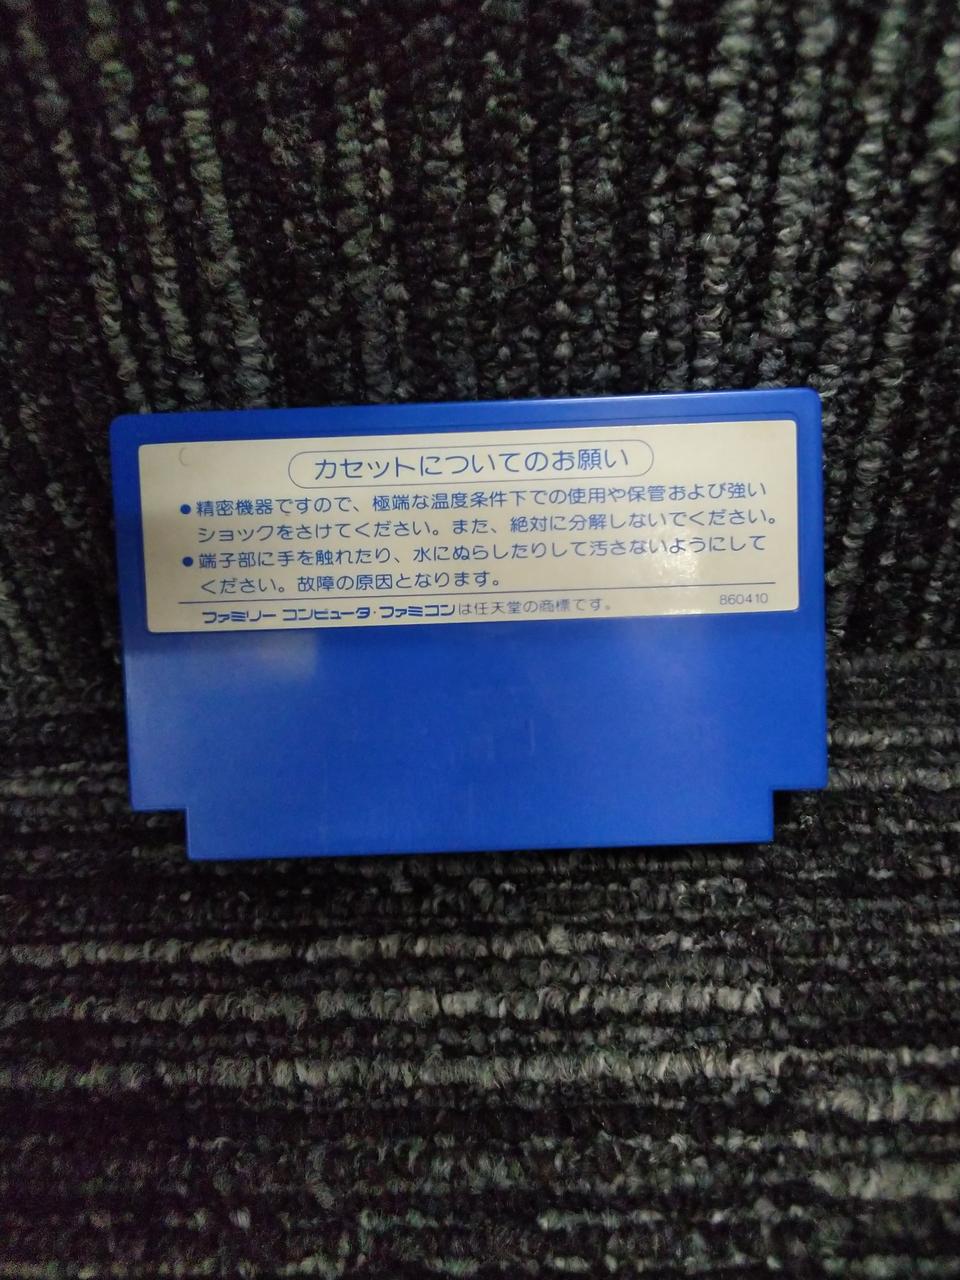 カセットについてのお願い
●精密機器ですので、極端な温度条件下での使用や保管および強い
ショックをさけてください。また、絶対に分解しないでください。
●端子部に手を触れたり、水にぬらしたりして汚さないようにして
ください。故障の原因となります。
ファミリー コンピュータ・ファミコンは任天堂の商標です。
860410